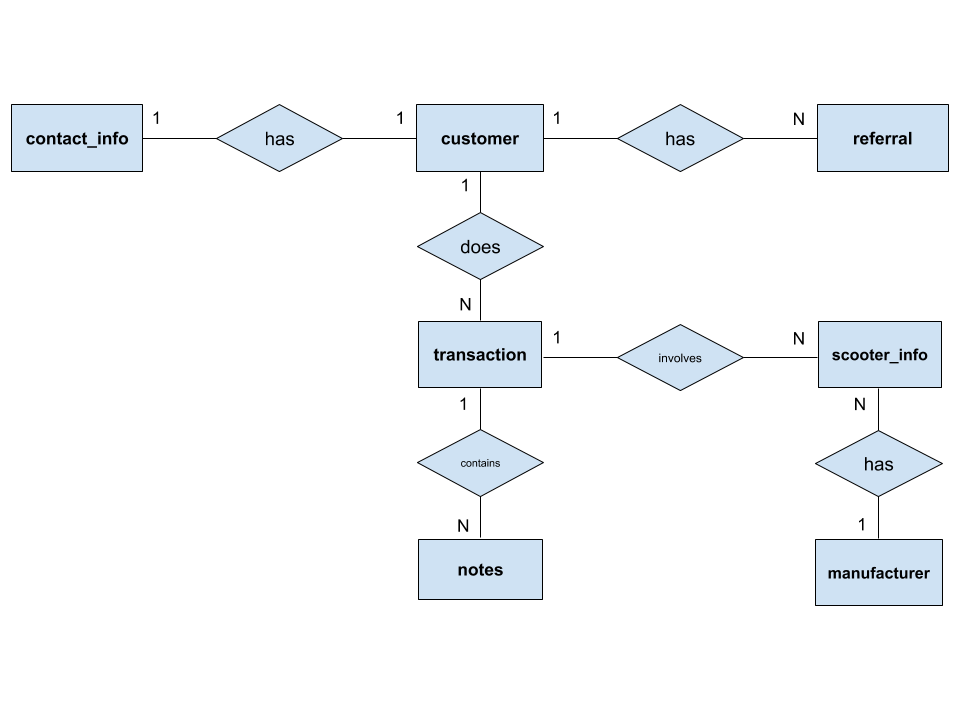 1 1 1 N
contact_info has customer has referral
1
does
N
1 N
transaction involves scooter_info
1 N
contains has
N 1
notes manufacturer